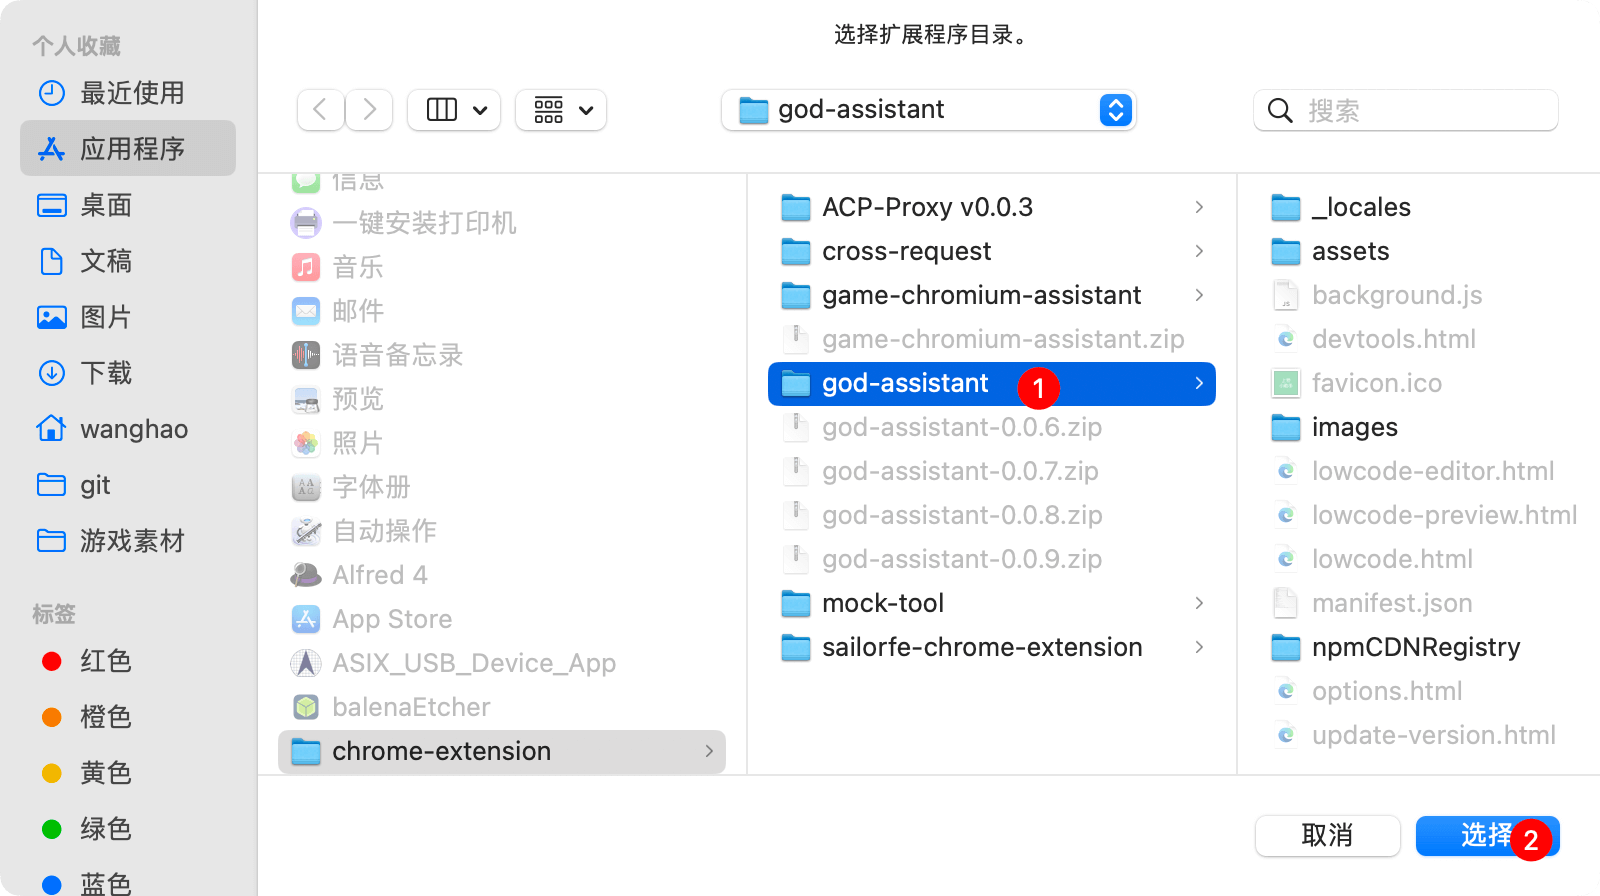 选择扩展程序目录。
个人收藏
最近使用
应用程序
桌面
文稿
图片
下载
wanghao
git
游戏素材
标签
红色
橙色
黄色
绿色
蓝色
god-assistant
搜索
信息
一键安装打印机
音乐
邮件
语音备忘录
预览
照片
字体册
自动操作
Alfred 4
App Store
ASIX_USB_Device_App
balenaEtcher
chrome-extension
ACP-Proxy v0.0.3
cross-request
game-chromium-assistant
game-chromium-assistant.zip
god-assistant 1
god-assistant-0.0.6.zip
god-assistant-0.0.7.zip
god-assistant-0.0.8.zip
god-assistant-0.0.9.zip
mock-tool
sailorfe-chrome-extension
_locales
assets
background.js
devtools.html
favicon.ico
images
lowcode-editor.html
lowcode-preview.html
lowcode.html
manifest.json
npmCDNRegistry
options.html
update-version.html
取消
选择 2